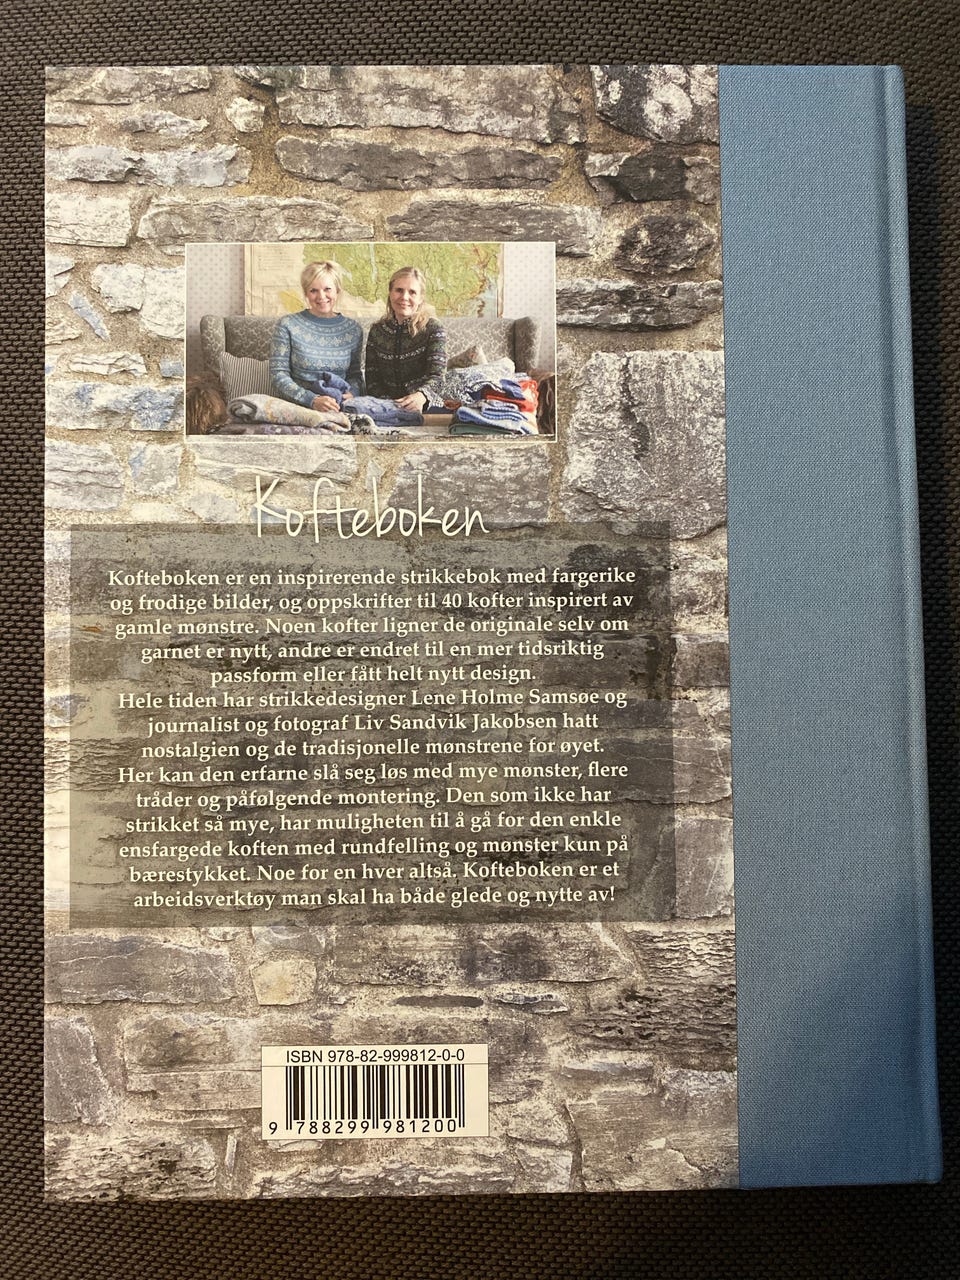 Kofteboken
Kofteboken er en inspirerende strikkebok med fargerike
og frodige bilder, og oppskrifter til 40 kofter inspirert av
gamle mønstre. Noen kofter ligner de originale selv om
garnet er nytt, andre er endret til en mer tidsriktig
passform eller fått helt nytt design.
Hele tiden har strikkedesigner Lene Holme Samsøe og
journalist og fotograf Liv Sandvik Jakobsen hatt
nostalgien og de tradisjonelle mønstrene for øyet.
Her kan den erfarne slå seg løs med mye mønster, flere
tråder og påfølgende montering. Den som ikke har
strikket så mye, har muligheten til å gå for den enkle
ensfargede koften med rundfelling og mønster kun på
bærestykket. Noe for en hver altså. Kofteboken er et
arbeidsverktøy man skal ha både glede og nytte av!
ISBN 978-82-999812-0-0
9 788299 981200